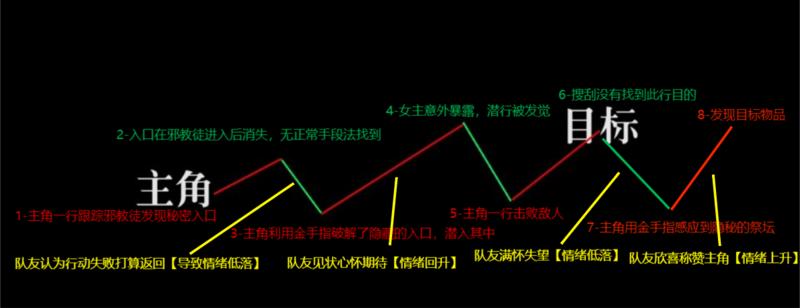 6-搜刮没有找到此行目的
4-女主意外暴露，潜行被发觉
8-发现目标物品
目标
2-入口在邪教徒进入后消失，无正常手段法找到
主角
1-主角一行跟踪邪教徒发现秘密入口
5-主角一行击败敌人
3-主角利用金手指破解了隐藏的入口，潜入其中
7-主角用金手指感应到隐秘的祭坛
队友认为行动失败打算返回【导致情绪低落】
队友见状心怀期待【情绪回升】
队友满怀失望【情绪低落】
队友欣喜称赞主角【情绪上升】